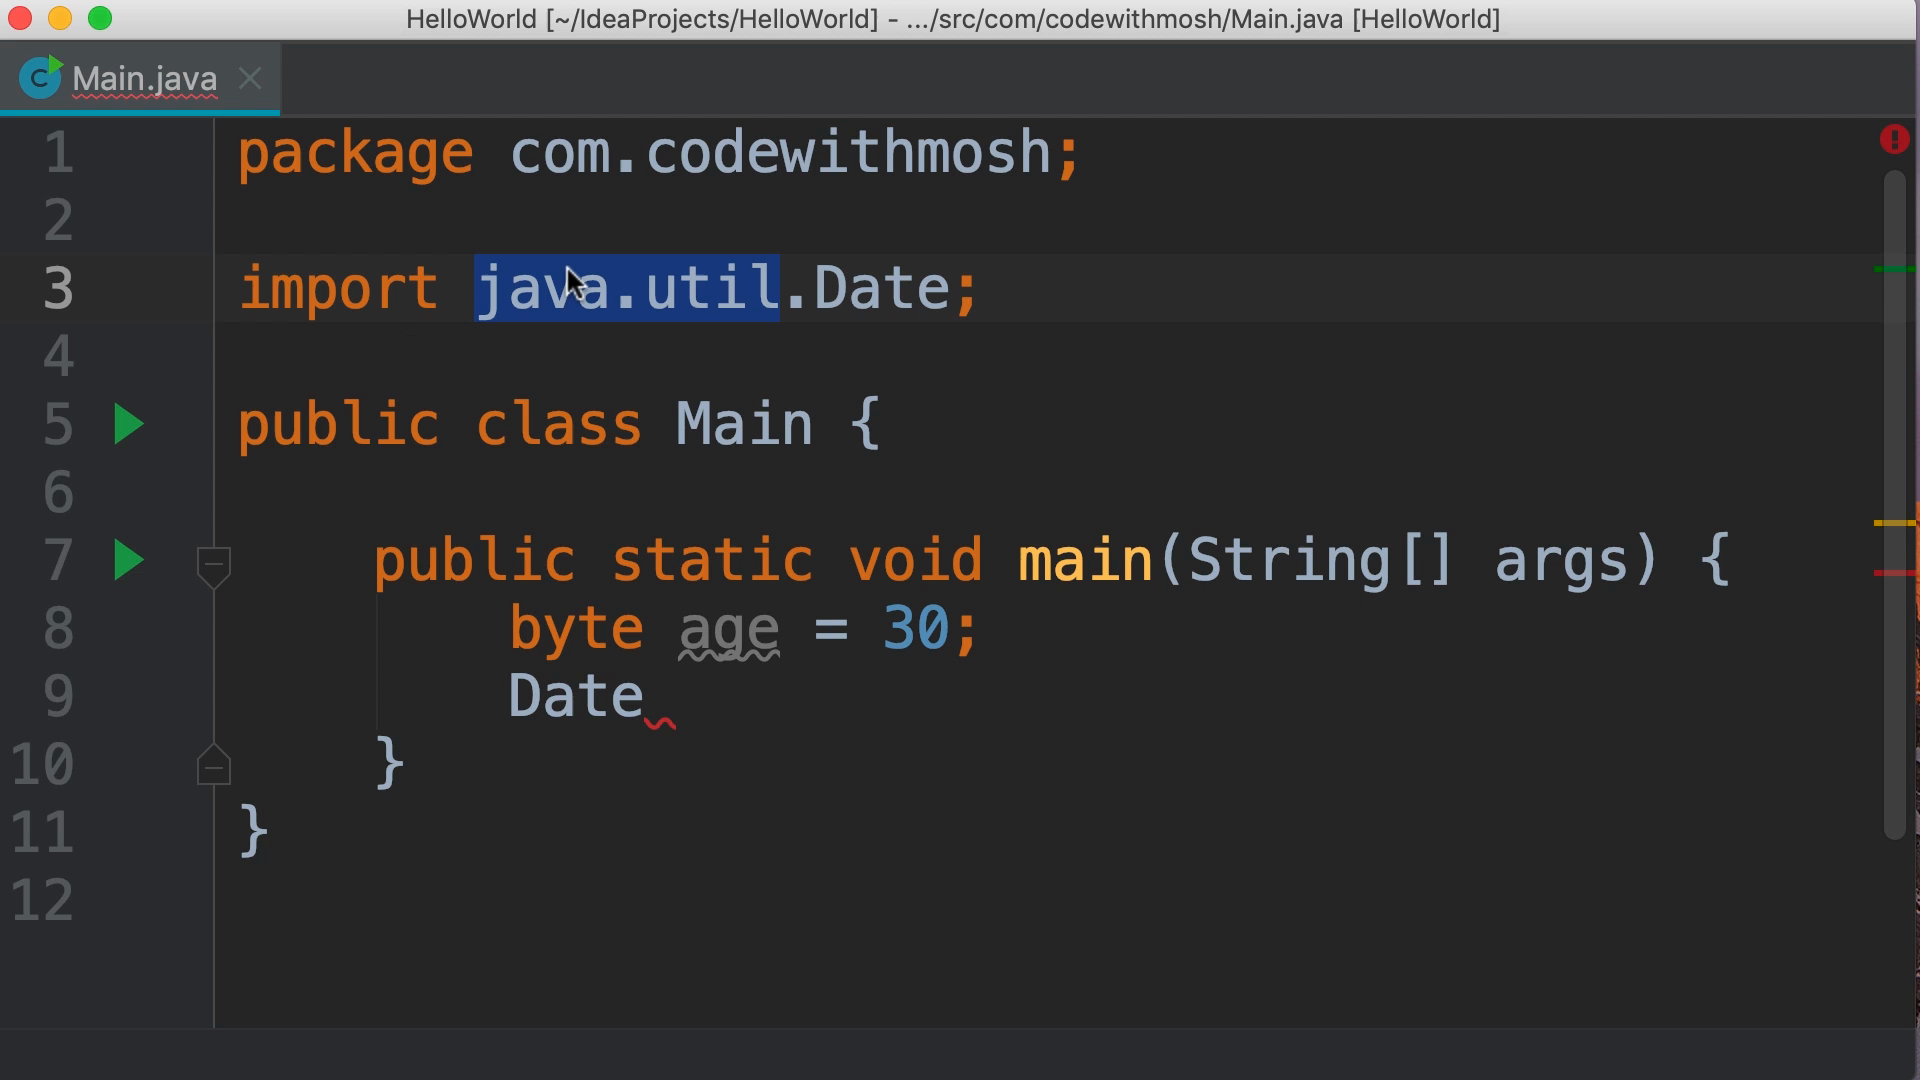 HelloWorld [~/IdeaProjects/HelloWorld] - .../src/com/codewithmosh/Main.java [HelloWorld]
C Main.java
1 package com.codewithmosh;
2
3 import java.util.Date;
4
5 public class Main {
6
7 public static void main(String[] args) {
8 byte age = 30;
9 Date
10 }
11 }
12